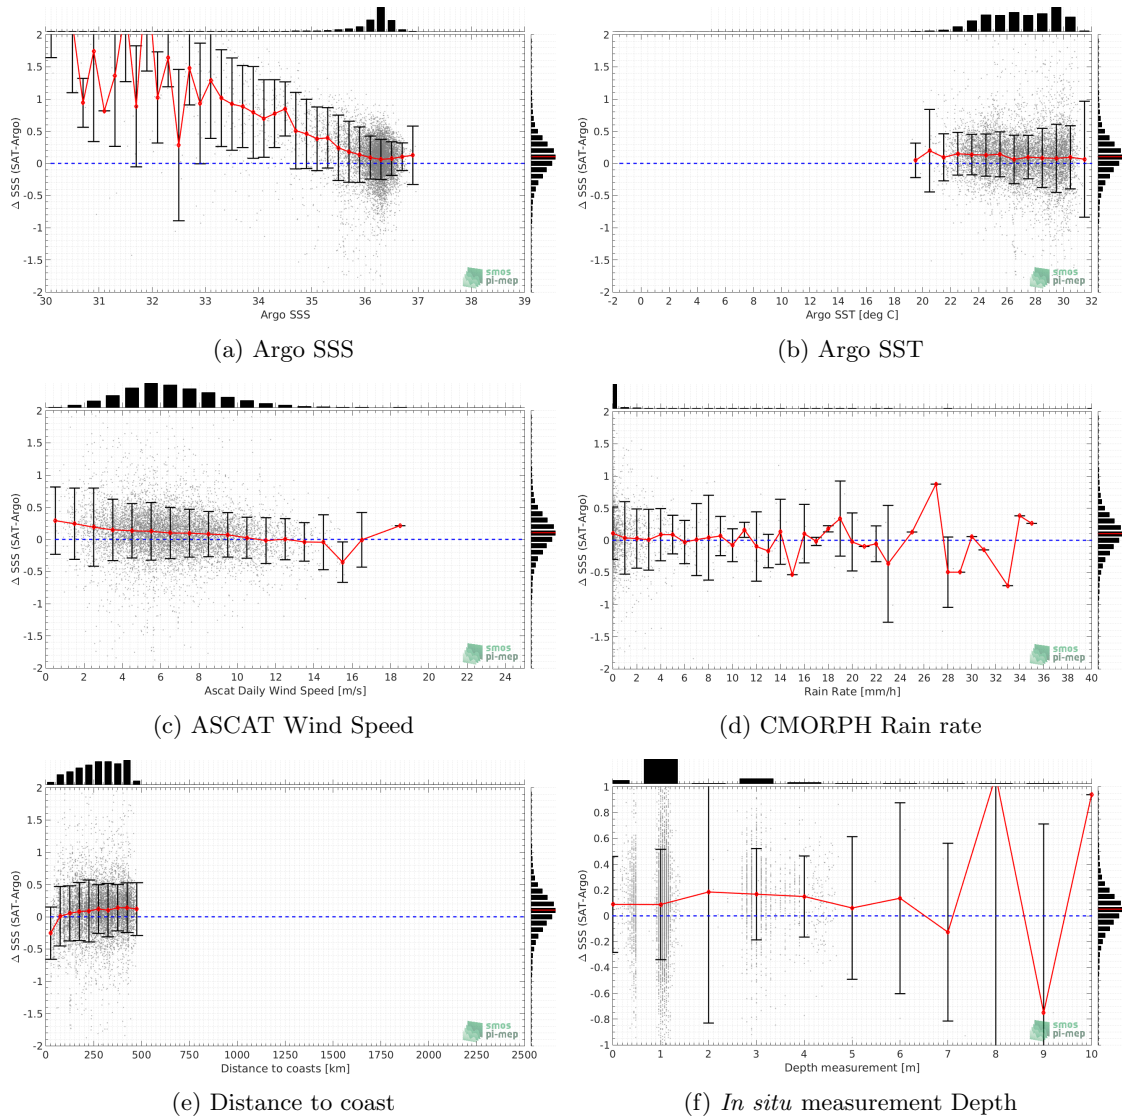 2
1.5
1
0.5
0
-0.5
-1
-1.5
-2
Δ SSS (SAT-Argo)
30 31 32 33 34 35 36 37 38 39
Argo SSS
smos
pi-mep
(a) Argo SSS
2
1.5
1
0.5
0
-0.5
-1
-1.5
-2
Δ SSS (SAT-Argo)
-2 0 2 4 6 8 10 12 14 16 18 20 22 24 26 28 30 32
Argo SST [deg C]
smos
pi-mep
(b) Argo SST
2
1.5
1
0.5
0
-0.5
-1
-1.5
-2
Δ SSS (SAT-Argo)
0 2 4 6 8 10 12 14 16 18 20 22 24
Ascat Daily Wind Speed [m/s]
smos
pi-mep
(c) ASCAT Wind Speed
2
1.5
1
0.5
0
-0.5
-1
-1.5
-2
Δ SSS (SAT-Argo)
0 2 4 6 8 10 12 14 16 18 20 22 24 26 28 30 32 34 36 38 40
Rain Rate [mm/h]
smos
pi-mep
(d) CMORPH Rain rate
2
1.5
1
0.5
0
-0.5
-1
-1.5
-2
Δ SSS (SAT-Argo)
0 250 500 750 1000 1250 1500 1750 2000 2250 2500
Distance to coasts [km]
smos
pi-mep
(e) Distance to coast
1
0.8
0.6
0.4
0.2
0
-0.2
-0.4
-0.6
-0.8
-1
Δ SSS (SAT-Argo)
0 1 2 3 4 5 6 7 8 9 10
Depth measurement [m]
smos
pi-mep
(f) In situ measurement Depth